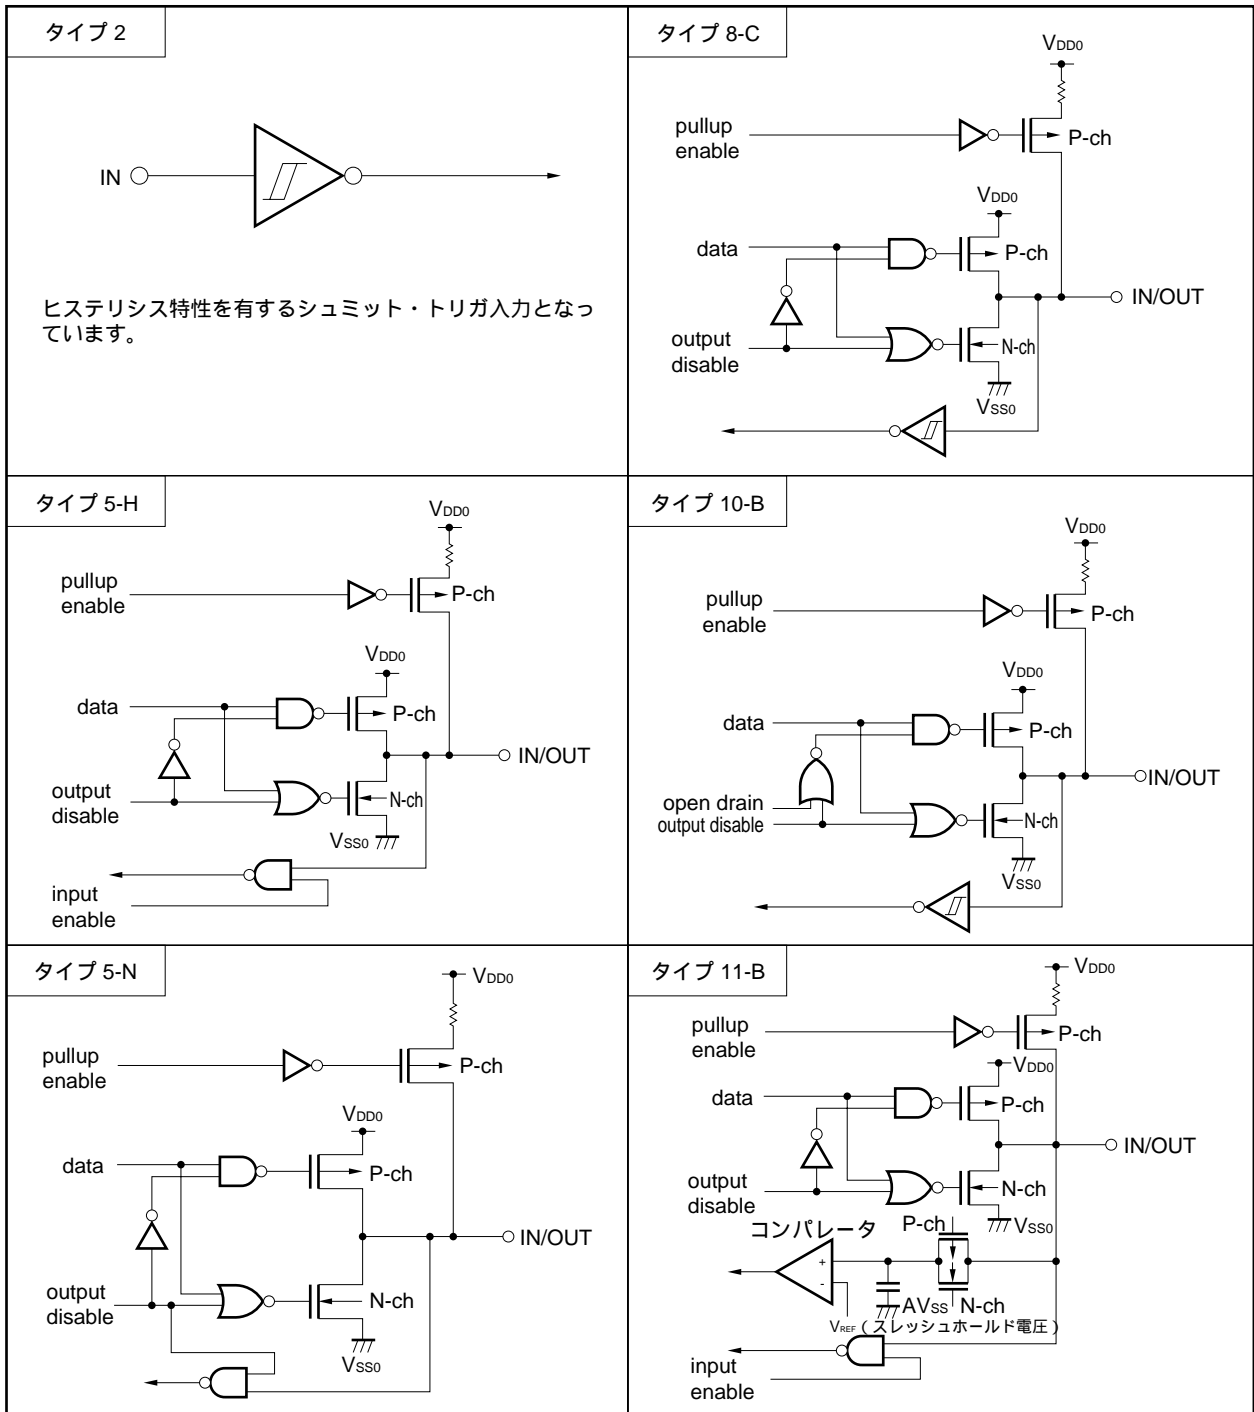 タイプ 2
IN
ヒステリシス特性を有するシュミット・トリガ入力となっ
ています。
タイプ 8-C
VDD0
pullup
enable
P-ch
VDD0
data
P-ch
IN/OUT
output
disable
N-ch
VSS0
タイプ 5-H
VDD0
pullup
enable
P-ch
VDD0
data
P-ch
IN/OUT
output
disable
N-ch
VSS0
input
enable
タイプ 10-B
VDD0
pullup
enable
P-ch
VDD0
data
P-ch
IN/OUT
open drain
output disable
N-ch
VSS0
タイプ 5-N
VDD0
pullup
enable
P-ch
VDD0
data
P-ch
IN/OUT
output
disable
N-ch
VSS0
タイプ 11-B
VDD0
pullup
enable
P-ch
VDD0
data
P-ch
IN/OUT
output
disable
N-ch
P-ch
VSS0
コンパレータ
+
-
AVSS
N-ch
VREF (スレッシュホールド電圧)
input
enable